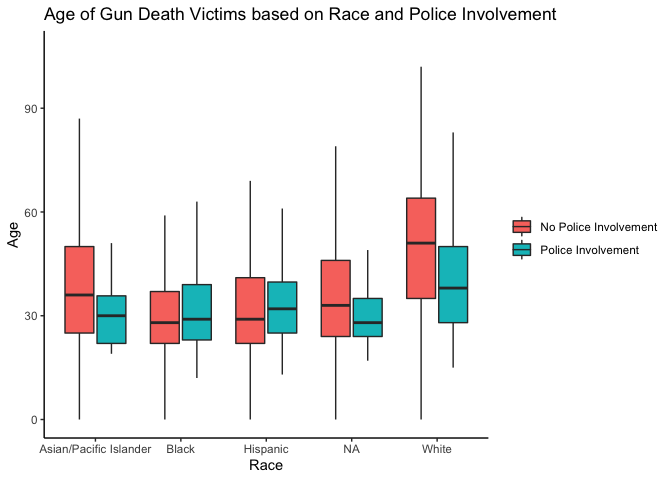 Age of Gun Death Victims based on Race and Police Involvement
90
60
30
0
Age
Asian/Pacific Islander
Black
Hispanic
NA
White
Race
No Police Involvement
Police Involvement